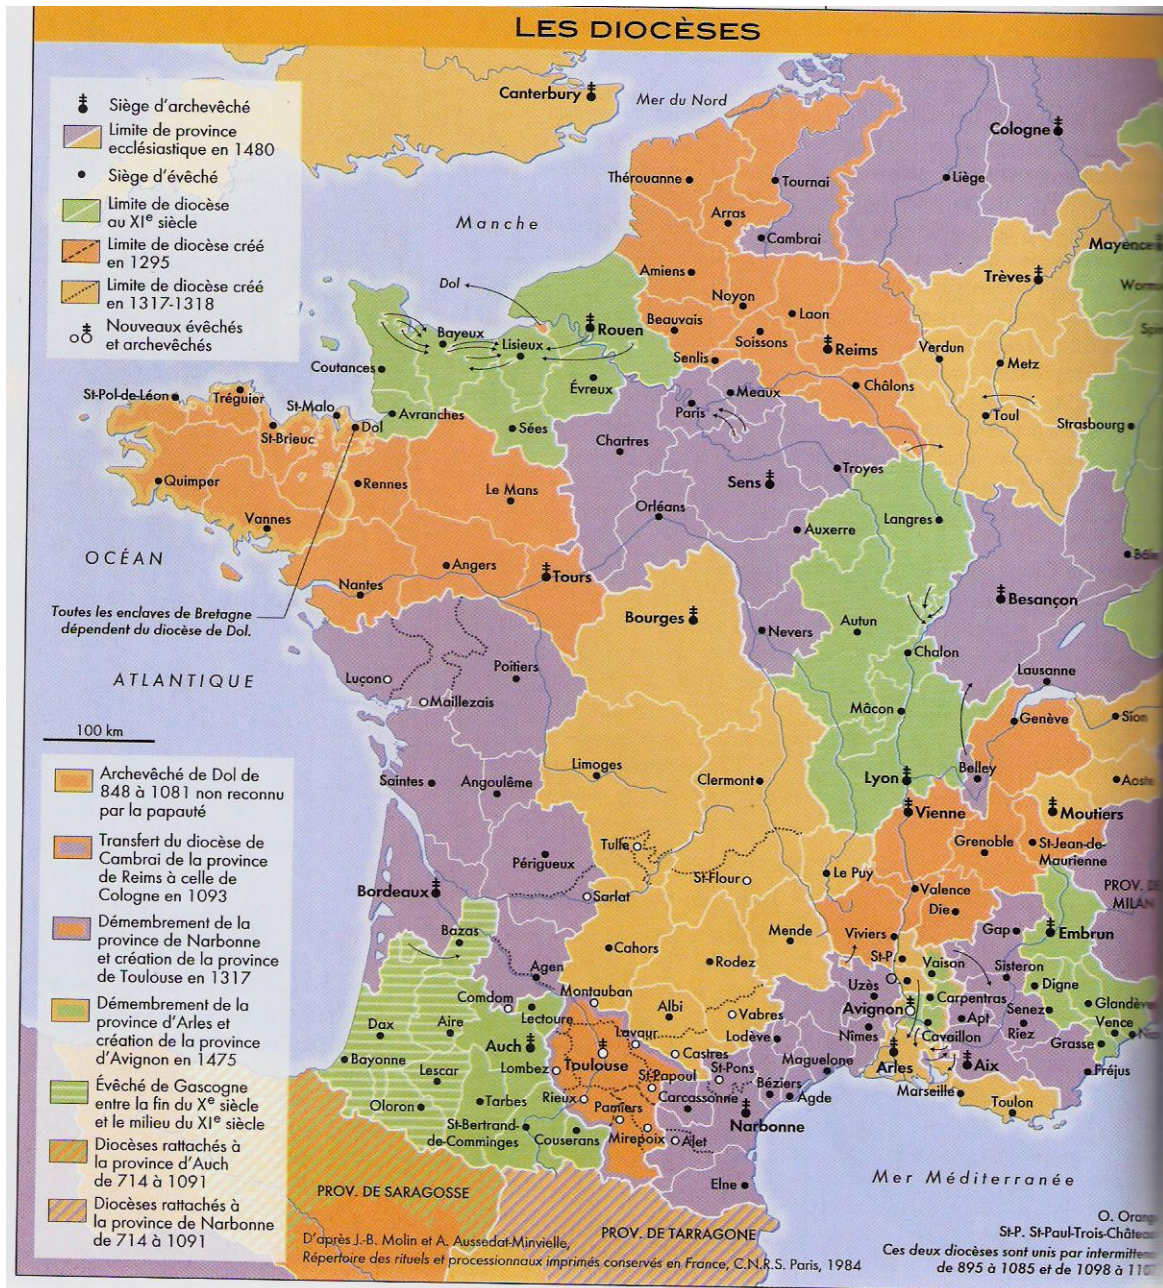 LES DIOCÈSES
Siège d'archevêché
Limite de province
ecclésiastique en 1480
Siège d'évêché
Limite de diocèse
au XIe siècle
Limite de diocèse créé
en 1295
Limite de diocèse créé
en 1317-1318
Nouveaux évêchés
et archevêchés
Canterbury
Mer du Nord
Cologne
Thérouanne
Tournai
Liège
Manche
Arras
Cambrai
Mayence
Amiens
Trèves
Dol
Noyon
Laon
Rouen
Beauvais
Soissons
Reims
Bayeux
Lisieux
Senlis
Verdun
Metz
Coutances
Évreux
Meaux
Châlons
St-Pol-de-Léon
Tréguier
St-Malo
Avranches
Paris
Toul
St-Brieuc
Dol
Sées
Chartres
Strasbourg
Quimper
Rennes
Le Mans
Sens
Troyes
Orléans
Vannes
Auxerre
Langres
OCÉAN
Angers
Tours
Nantes
Besançon
Toutes les enclaves de Bretagne
dépendent du diocèse de Dol.
Bourges
Nevers
Autun
Chalon
Poitiers
Lausanne
ATLANTIQUE
Luçon
Maillezais
Mâcon
Genève
Sion
100 km
Limoges
Clermont
Lyon
Belley
Saintes
Angoulême
Aoste
Vienne
Moutiers
Tulle
Grenoble
St-Jean-de-
Maurienne
Périgueux
St-Flour
Le Puy
Bordeaux
Sarlat
Valence
Die
PROV. DE
MILAN
Bazas
Mende
Viviers
Gap
Embrun
Cahors
Rodez
St-P.
Vaison
Sisteron
Agen
Uzès
O.
Digne
Comdom
Montauban
Albi
Vabres
Avignon
Carpentras
Senez
Glandève
Lectoure
Apt
Riez
Vence
Dax
Aire
Lavaur
Lodève
Nîmes
Cavaillon
Grasse
Auch
Castres
Maguelone
Arles
Aix
Bayonne
Lombez
Toulouse
St-Papoul
St-Pons
Béziers
Fréjus
Lescar
Rieux
Carcassonne
Agde
Marseille
Toulon
Oloron
Tarbes
Pamiers
Narbonne
St-Bertrand-
de-Comminges
Couserans
Mirepoix
Alet
Elne
Mer Méditerranée
PROV. DE SARAGOSSE
PROV. DE TARRAGONE
Archevêché de Dol de
848 à 1081 non reconnu
par la papauté
Transfert du diocèse de
Cambrai de la province
de Reims à celle de
Cologne en 1093
Démembrement de la
province de Narbonne
et création de la province
de Toulouse en 1317
Démembrement de la
province d'Arles et
création de la province
d'Avignon en 1475
Évêché de Gascogne
entre la fin du Xe siècle
et le milieu du XIe siècle
Diocèses rattachés à
la province d'Auch
de 714 à 1091
Diocèses rattachés à
la province de Narbonne
de 714 à 1091
D'après J.-B. Molin et A. Aussedat-Minvielle,
Répertoire des rituels et processionnaux imprimés conservés en France, C.N.R.S. Paris, 1984
O.
St-P.
Ces deux diocèses sont unis par
de 895 à 1085 et de 1098 à